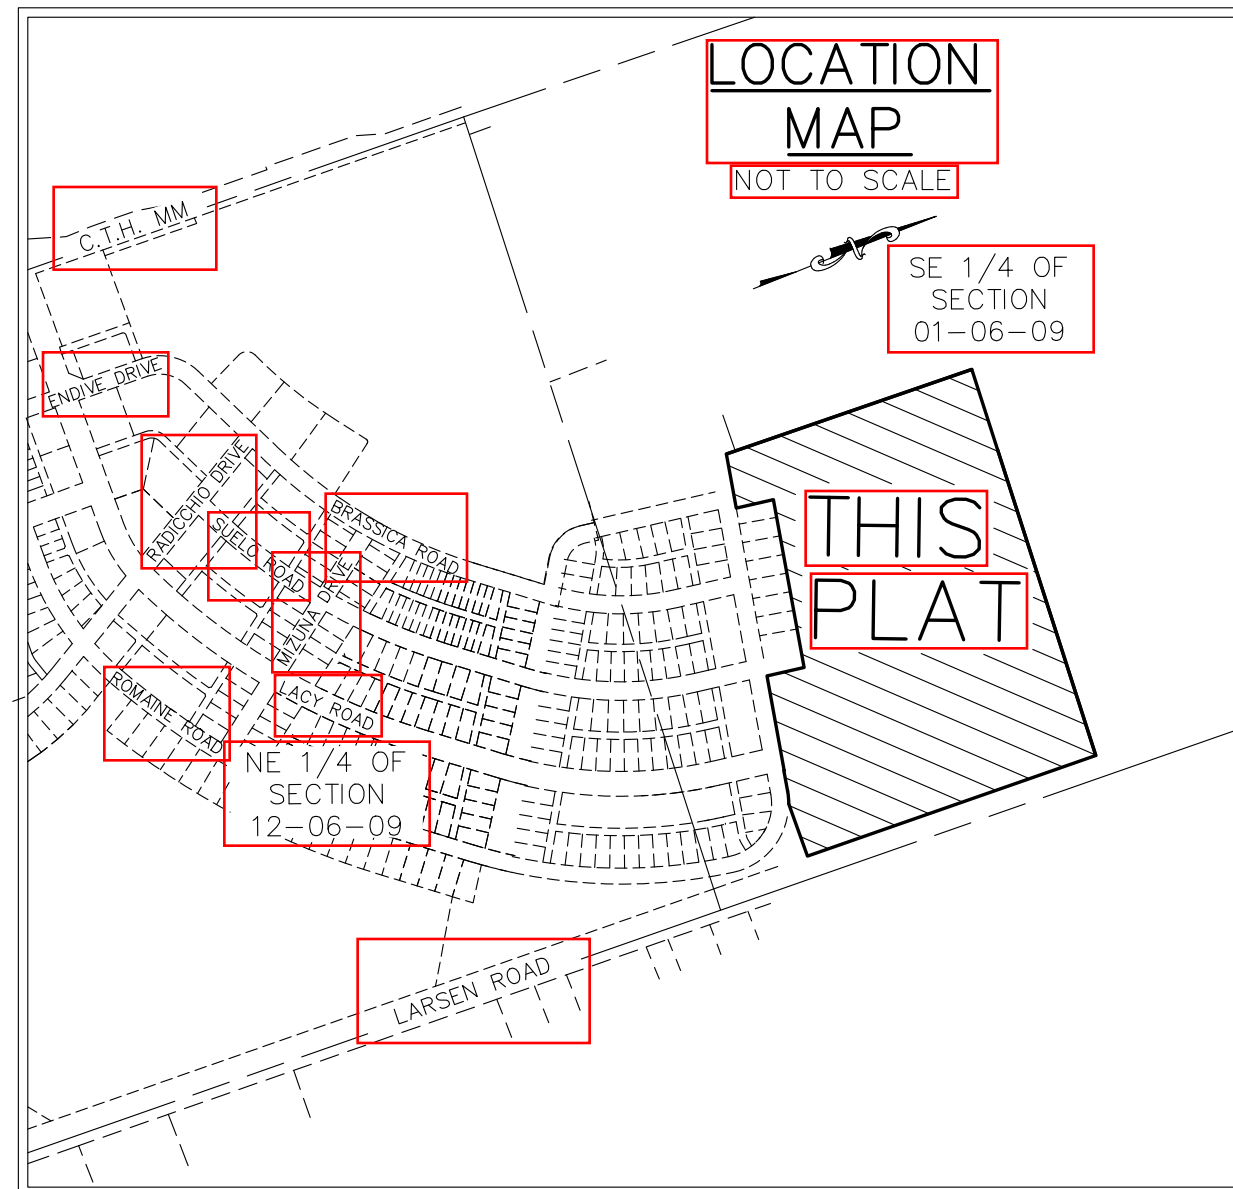 LOCATION
MAP
NOT TO SCALE
C.T.H. MM
SE 1/4 OF
SECTION
01-06-09
ENDIVE DRIVE
RADICCHIO DRIVE
BRASSICA ROAD
SUELO ROAD
THIS
PLAT
MIZUNA DRIVE
ROMAINE ROAD
LACY ROAD
NE 1/4 OF
SECTION
12-06-09
LARSEN ROAD